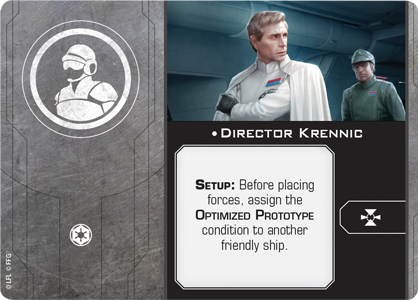 • Director Krennic
Setup: Before placing
forces, assign the
Optimized Prototype
condition to another
friendly ship.
© LFL © FFG